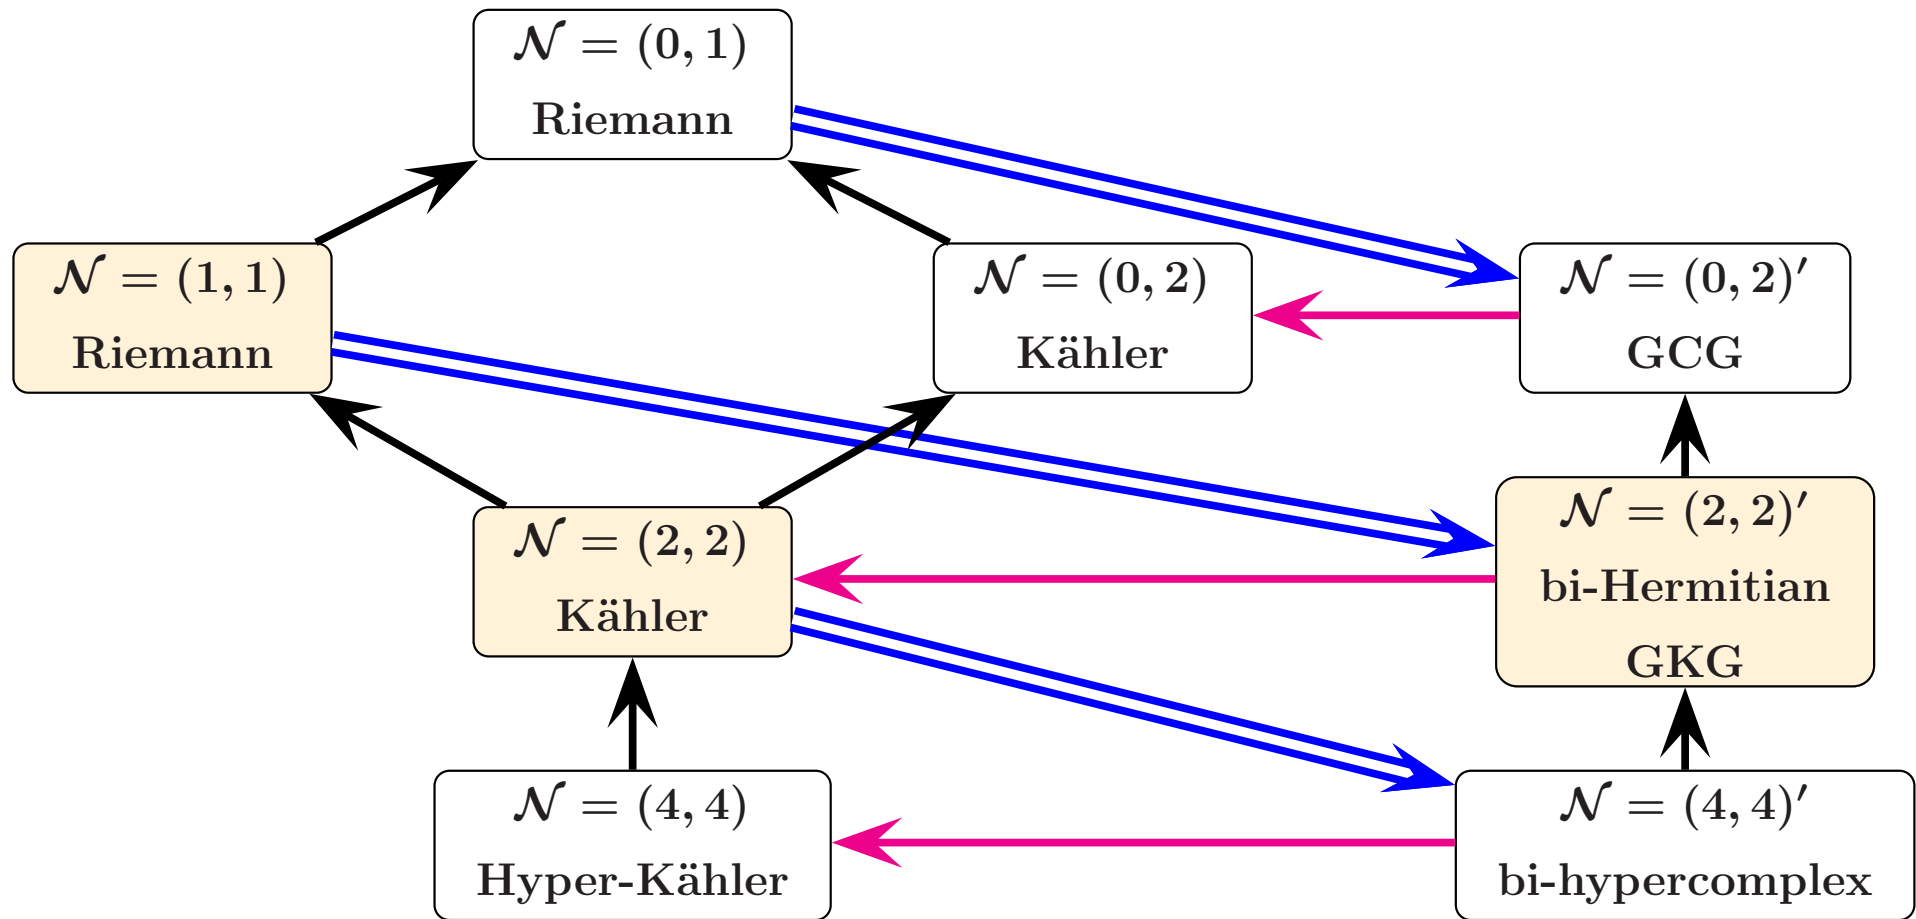 𝒩 = (0, 1)
Riemann
𝒩 = (1, 1)
Riemann
𝒩 = (0, 2)
Kähler
𝒩 = (0, 2)′
GCG
𝒩 = (2, 2)
Kähler
𝒩 = (2, 2)′
bi-Hermitian
GKG
𝒩 = (4, 4)
Hyper-Kähler
𝒩 = (4, 4)′
bi-hypercomplex